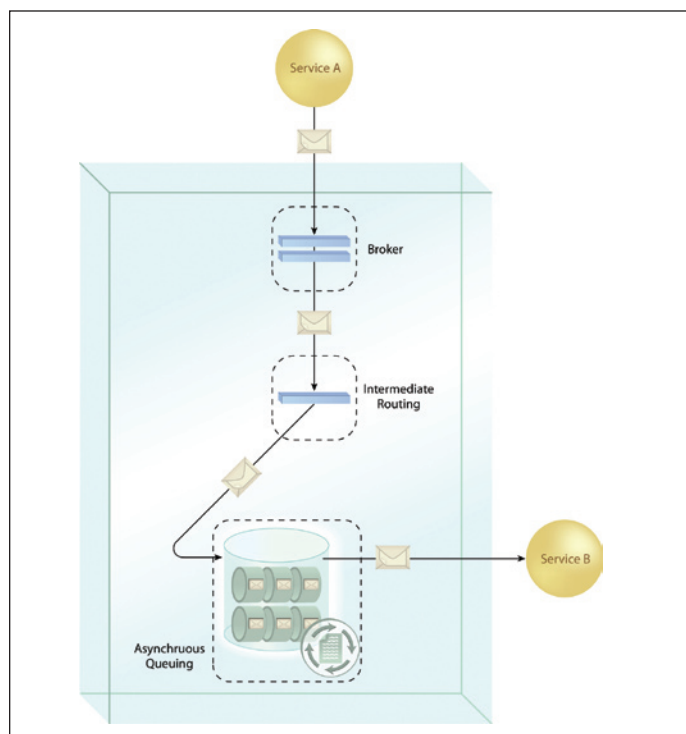 Service A
Broker
Intermediate
Routing
Service B
Asynchruous
Queuing